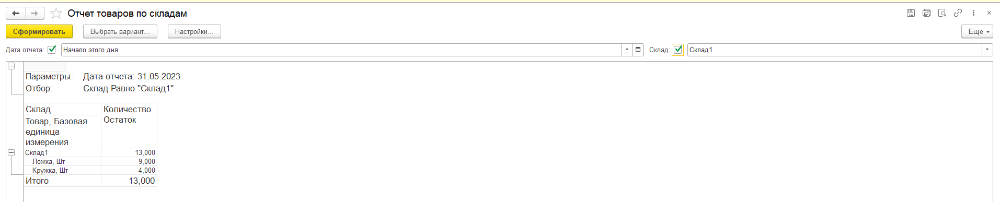 Отчет товаров по складам
Сформировать Выбрать вариант... Настройки... Еще
Дата отчета: Начало этого дня Склад: Склад1
Параметры: Дата отчета: 31.05.2023
Отбор: Склад Равно "Склад1"
Склад Количество
Остаток
Товар, Базовая
единица
измерения
Склад1 13,000
Ложка, Шт 9,000
Кружка, Шт 4,000
Итого 13,000